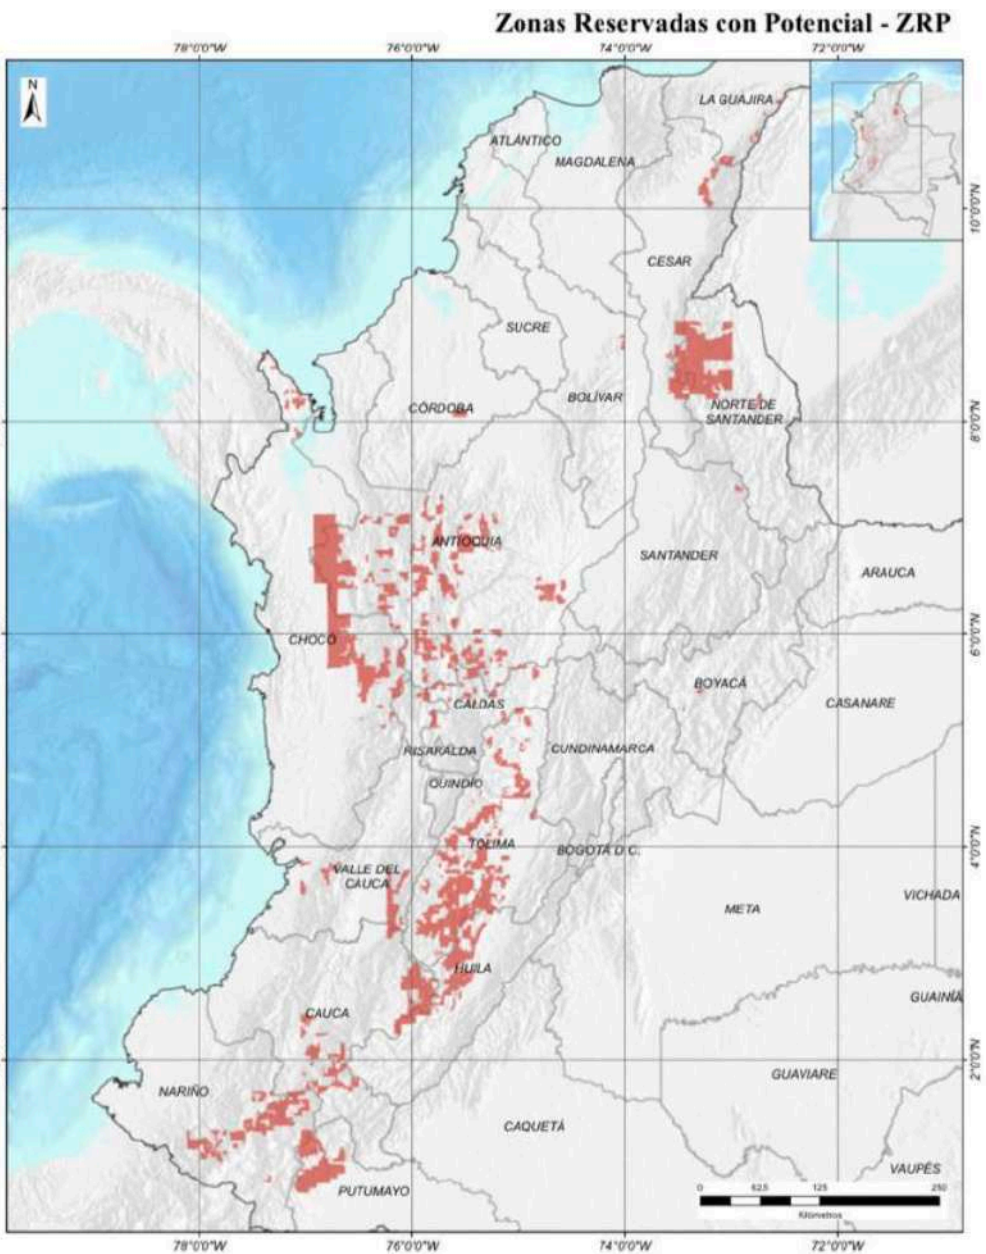 Zonas Reservadas con Potencial - ZRP
78°0'0"W 76°0'0"W 74°0'0"W 72°0'0"W
N
LA GUAJIRA
ATLÁNTICO
MAGDALENA
10°0'0"N
CESAR
SUCRE
BOLÍVAR
CÓRDOBA
NORTE DE
SANTANDER
8°0'0"N
ANTIOQUIA
SANTANDER
ARAUCA
CHOCÓ
6°0'0"N
BOYACÁ
CALDAS
CASANARE
RISARALDA
CUNDINAMARCA
QUINDÍO
TOLIMA
BOGOTÁ D.C.
4°0'0"N
VALLE DEL
CAUCA
VICHADA
META
HUILA
GUAINÍA
CAUCA
2°0'0"N
GUAVIARE
NARIÑO
CAQUETÁ
VAUPÉS
PUTUMAYO
0 62,5 125 250
Kilómetros
78°0'0"W 76°0'0"W 74°0'0"W 72°0'0"W